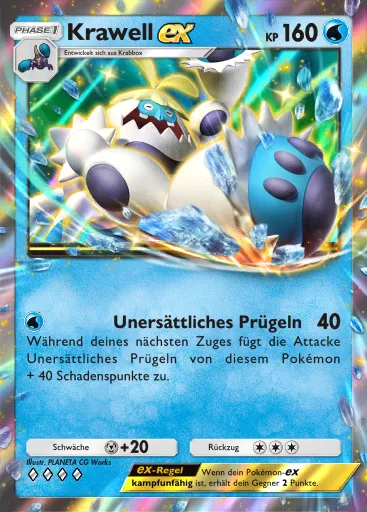 PHASE 1 Krawell ex KP 160
Entwickelt sich aus Krabbox
Unersättliches Prügeln 40
Während deines nächsten Zuges fügt die Attacke
Unersättliches Prügeln von diesem Pokémon
+ 40 Schadenspunkte zu.
Schwäche +20 Rückzug
Illustr. PLANETA CG Works
ex-Regel Wenn dein Pokémon-ex
kampfunfähig ist, erhält dein Gegner 2 Punkte.